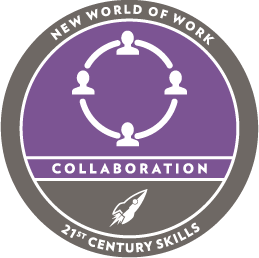 NEW WORLD OF WORK
COLLABORATION
21ST CENTURY SKILLS